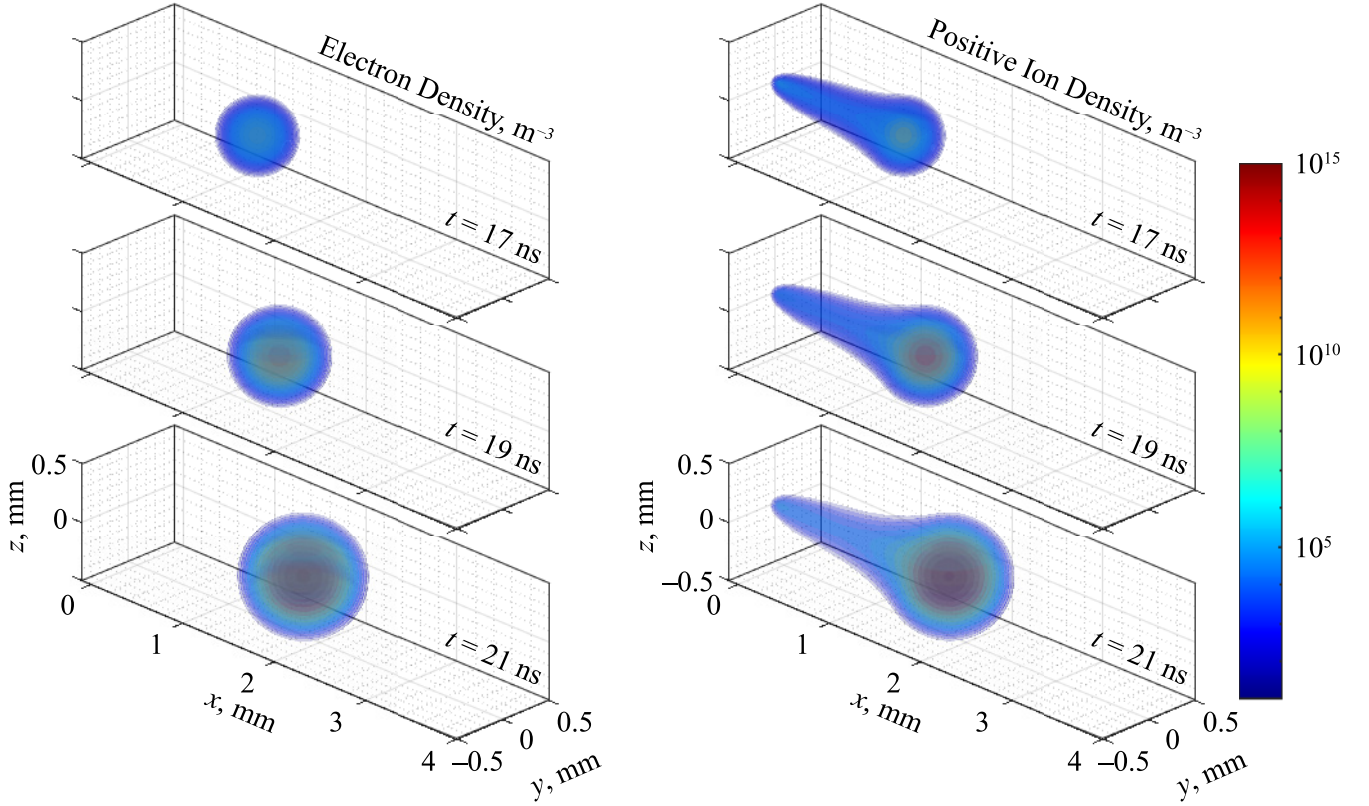 Electron Density, m⁻³
Positive Ion Density, m⁻³
t = 17 ns
t = 17 ns
10¹⁵
10¹⁰
10⁵
t = 19 ns
t = 19 ns
0.5
0
z, mm
0
1
2
3
4
x, mm
–0.5
0
0.5
y, mm
t = 21 ns
0.5
0
–0.5
z, mm
0
1
2
3
4
x, mm
–0.5
0
0.5
y, mm
t = 21 ns